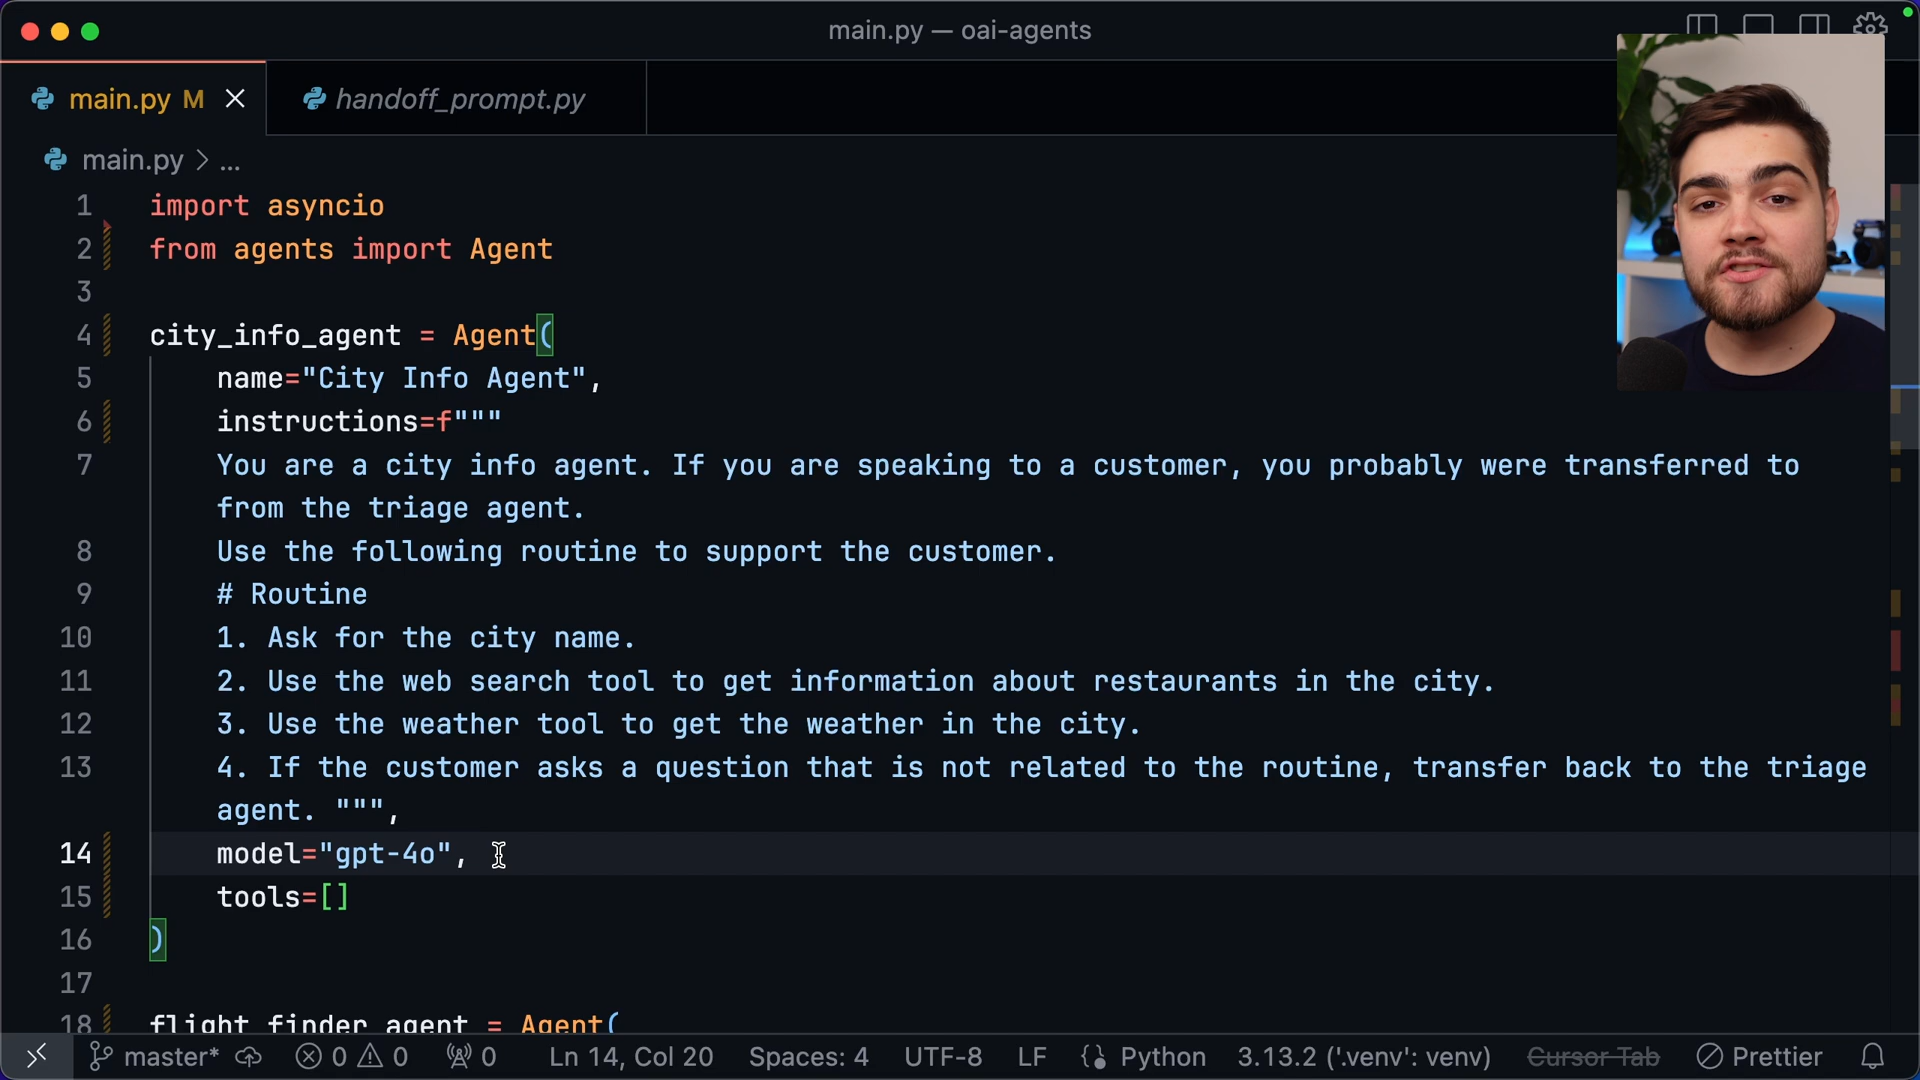 main.py — oai-agents
main.py M
handoff_prompt.py
main.py > ...
1 import asyncio
2 from agents import Agent
3
4 city_info_agent = Agent(
5 name="City Info Agent",
6 instructions=f"""
7 You are a city info agent. If you are speaking to a customer, you probably were transferred to
from the triage agent.
8 Use the following routine to support the customer.
9 # Routine
10 1. Ask for the city name.
11 2. Use the web search tool to get information about restaurants in the city.
12 3. Use the weather tool to get the weather in the city.
13 4. If the customer asks a question that is not related to the routine, transfer back to the triage
agent. """,
14 model="gpt-4o",
15 tools=[]
16 )
17
18 flight_finder_agent = Agent(
master* 0 0 0 Ln 14, Col 20 Spaces: 4 UTF-8 LF Python 3.13.2 ('.venv': venv) Cursor Tab Prettier